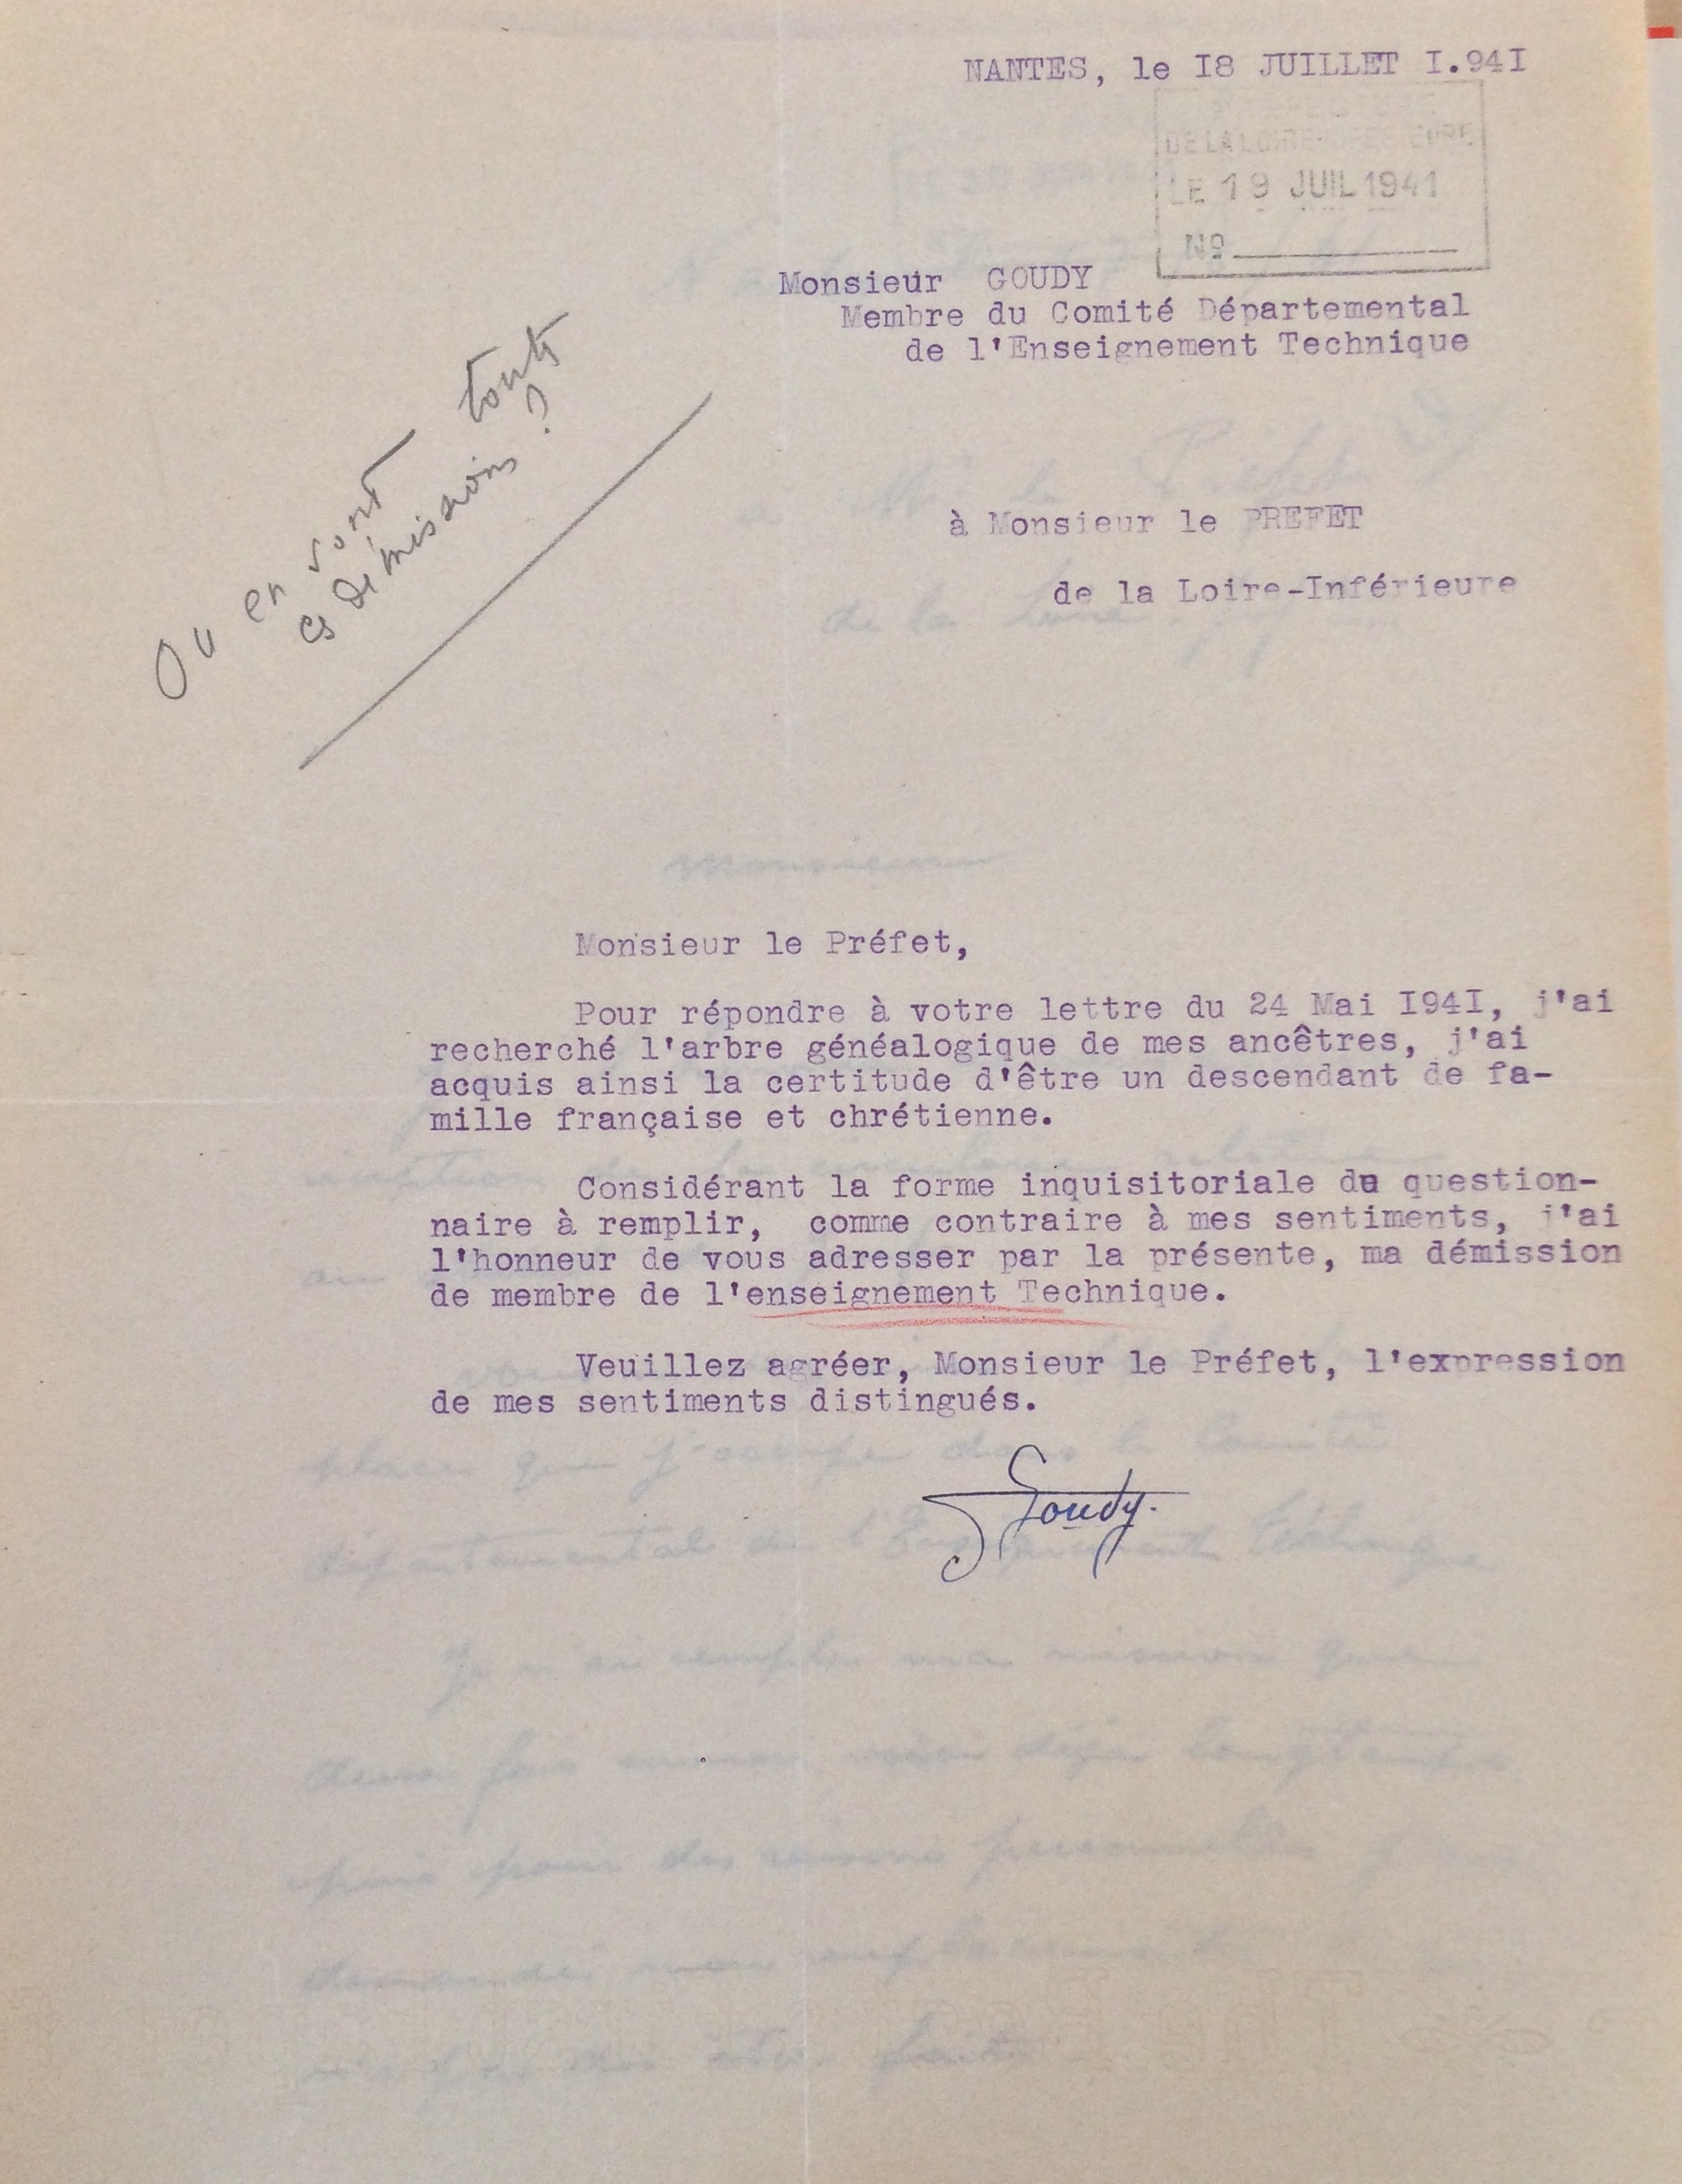 NANTES, le I8 JUILLET I.94I
DE LA LOIRE-INFERIEURE
LE 19 JUIL 1941
Nº
Monsieur GOUDY
Membre du Comité Départemental
de l'Enseignement Technique
Ou en sont toutes
ces démissions ?
à Monsieur le PREFET
de la Loire-Inférieure
Monsieur le Préfet,
Pour répondre à votre lettre du 24 Mai I94I, j'ai
recherché l'arbre généalogique de mes ancêtres, j'ai
acquis ainsi la certitude d'être un descendant de fa-
mille française et chrétienne.
Considérant la forme inquisitoriale du question-
naire à remplir, comme contraire à mes sentiments, j'ai
l'honneur de vous adresser par la présente, ma démission
de membre de l'enseignement Technique.
Veuillez agréer, Monsieur le Préfet, l'expression
de mes sentiments distingués.
Goudy.